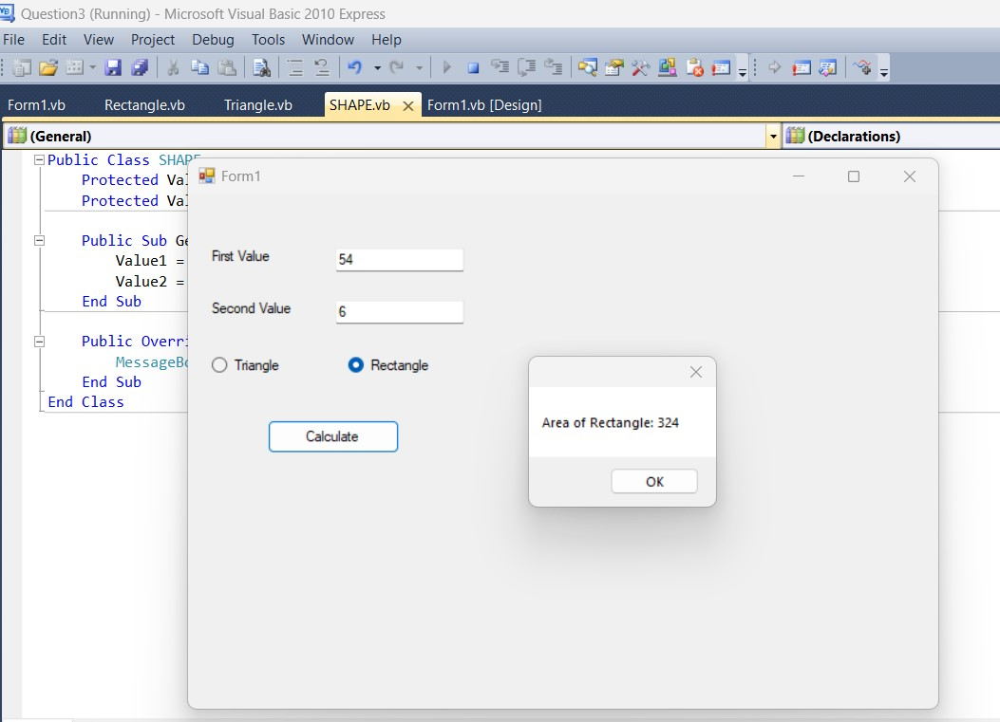 Question3 (Running) - Microsoft Visual Basic 2010 Express
File Edit View Project Debug Tools Window Help
Form1.vb Rectangle.vb Triangle.vb SHAPE.vb Form1.vb [Design]
(General) (Declarations)
Public Class SHAPE
Protected Val
Protected Val
Public Sub Ge
Value1 =
Value2 =
End Sub
Public Overri
MessageBo
End Sub
End Class
Form1
First Value 54
Second Value 6
Triangle Rectangle
Calculate
Area of Rectangle: 324
OK